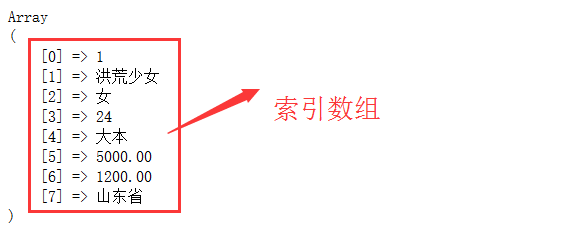 Array
(
[0] => 1
[1] => 洪荒少女
[2] => 女
[3] => 24
[4] => 大本
[5] => 5000.00
[6] => 1200.00
[7] => 山东省
)
索引数组